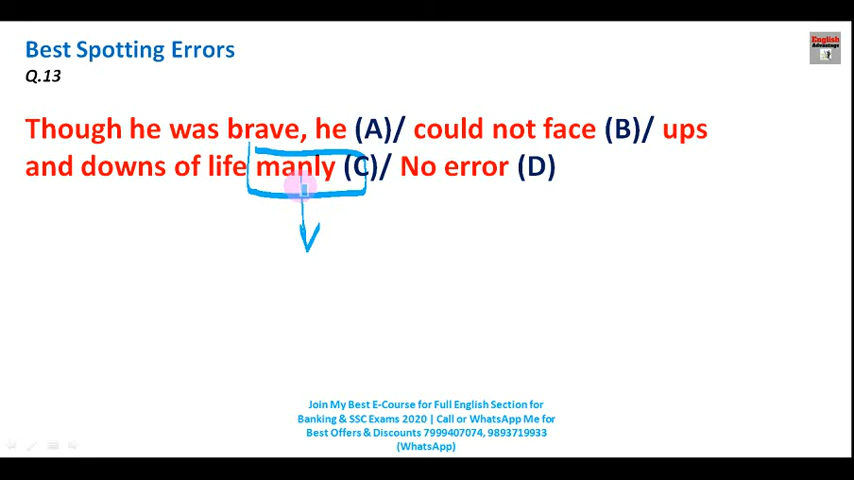 Best Spotting Errors
English
Advantage
Q.13
Though he was brave, he (A)/ could not face (B)/ ups
and downs of life manly (C)/ No error (D)
Join My Best E-Course for Full English Section for
Banking & SSC Exams 2020 | Call or WhatsApp Me for
Best Offers & Discounts 7999407074, 9893719933
(WhatsApp)